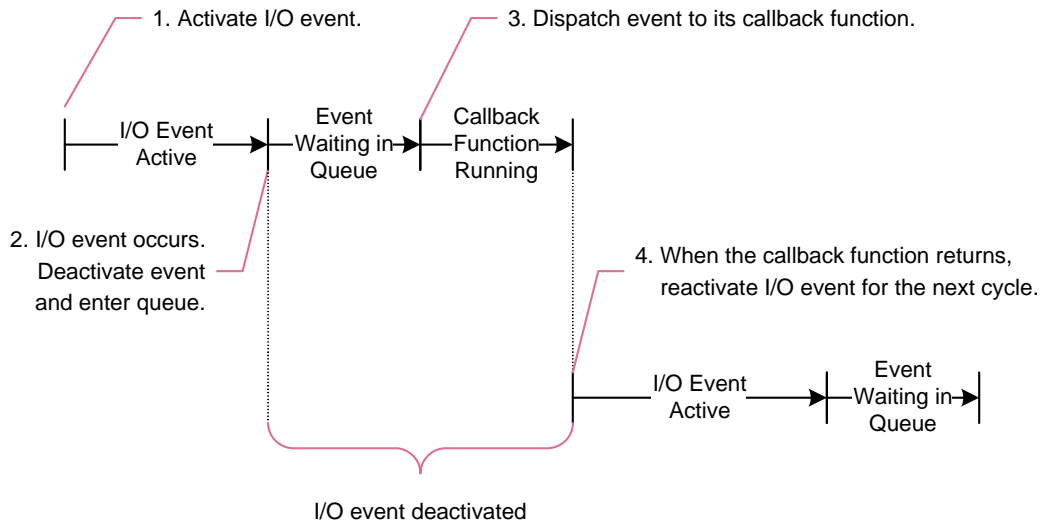 1. Activate I/O event.
3. Dispatch event to its callback function.
I/O Event
Active
Event
Waiting in
Queue
Callback
Function
Running
2. I/O event occurs.
Deactivate event
and enter queue.
4. When the callback function returns,
reactivate I/O event for the next cycle.
I/O Event
Active
Event
Waiting in
Queue
I/O event deactivated